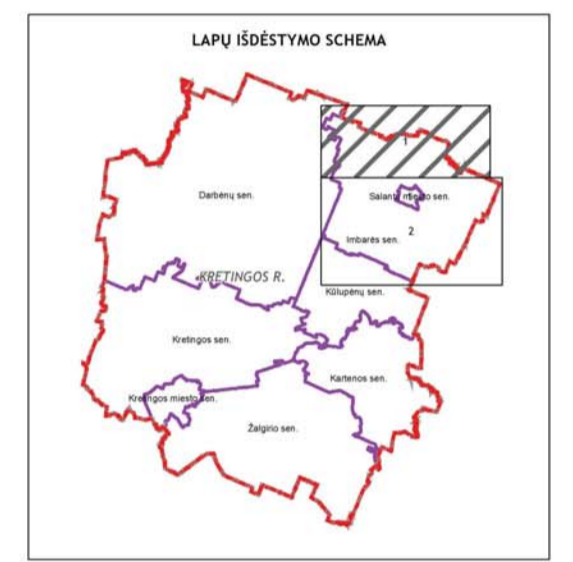 LAPŲ IŠDĖSTYMO SCHEMA
1
Darbėnų sen.
Salantų miesto sen.
2
Imbarės sen.
KRETINGOS R.
Kūlupėnų sen.
Kretingos sen.
Kartenos sen.
Kretingos miesto sen.
Žalgirio sen.